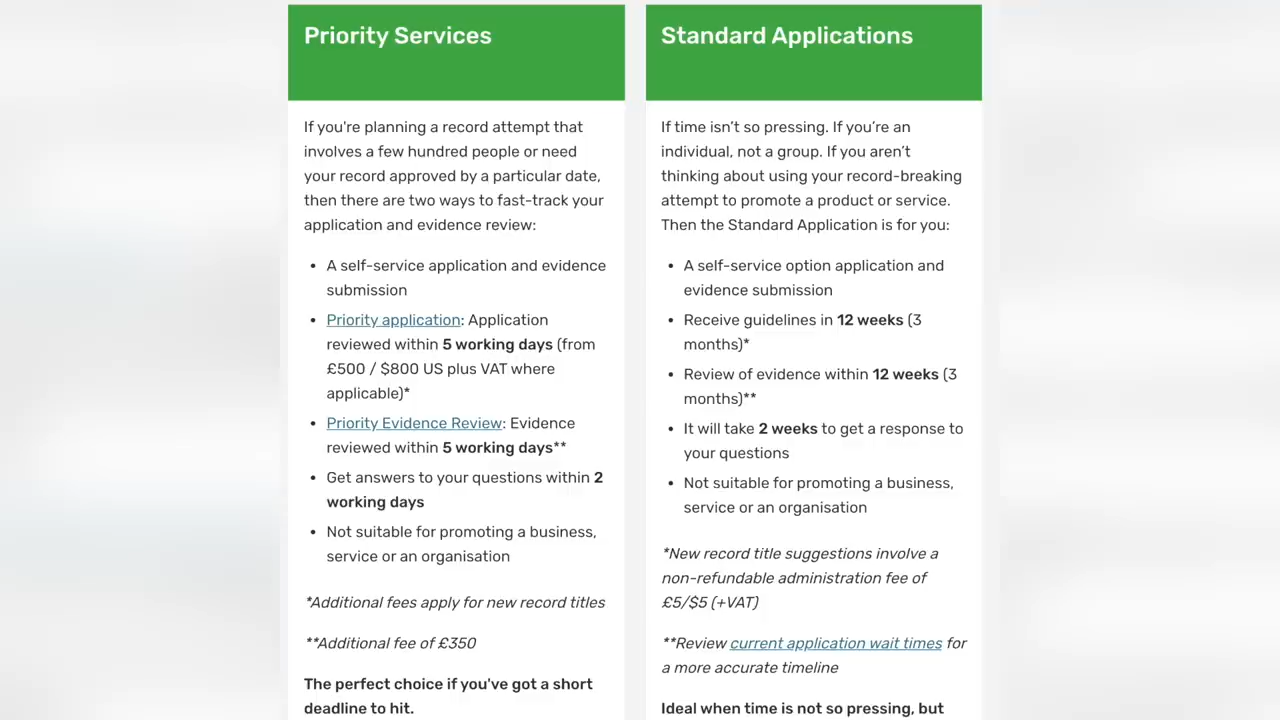 Priority Services
If you're planning a record attempt that
involves a few hundred people or need
your record approved by a particular date,
then there are two ways to fast-track your
application and evidence review:
• A self-service application and evidence
submission
• Priority application: Application
reviewed within 5 working days (from
£500 / $800 US plus VAT where
applicable)*
• Priority Evidence Review: Evidence
reviewed within 5 working days**
• Get answers to your questions within 2
working days
• Not suitable for promoting a business,
service or an organisation
*Additional fees apply for new record titles
**Additional fee of £350
The perfect choice if you've got a short
deadline to hit.
Standard Applications
If time isn’t so pressing. If you’re an
individual, not a group. If you aren’t
thinking about using your record-breaking
attempt to promote a product or service.
Then the Standard Application is for you:
• A self-service option application and
evidence submission
• Receive guidelines in 12 weeks (3
months)*
• Review of evidence within 12 weeks (3
months)**
• It will take 2 weeks to get a response to
your questions
• Not suitable for promoting a business,
service or an organisation
*New record title suggestions involve a
non-refundable administration fee of
£5/$5 (+VAT)
**Review current application wait times for
a more accurate timeline
Ideal when time is not so pressing, but